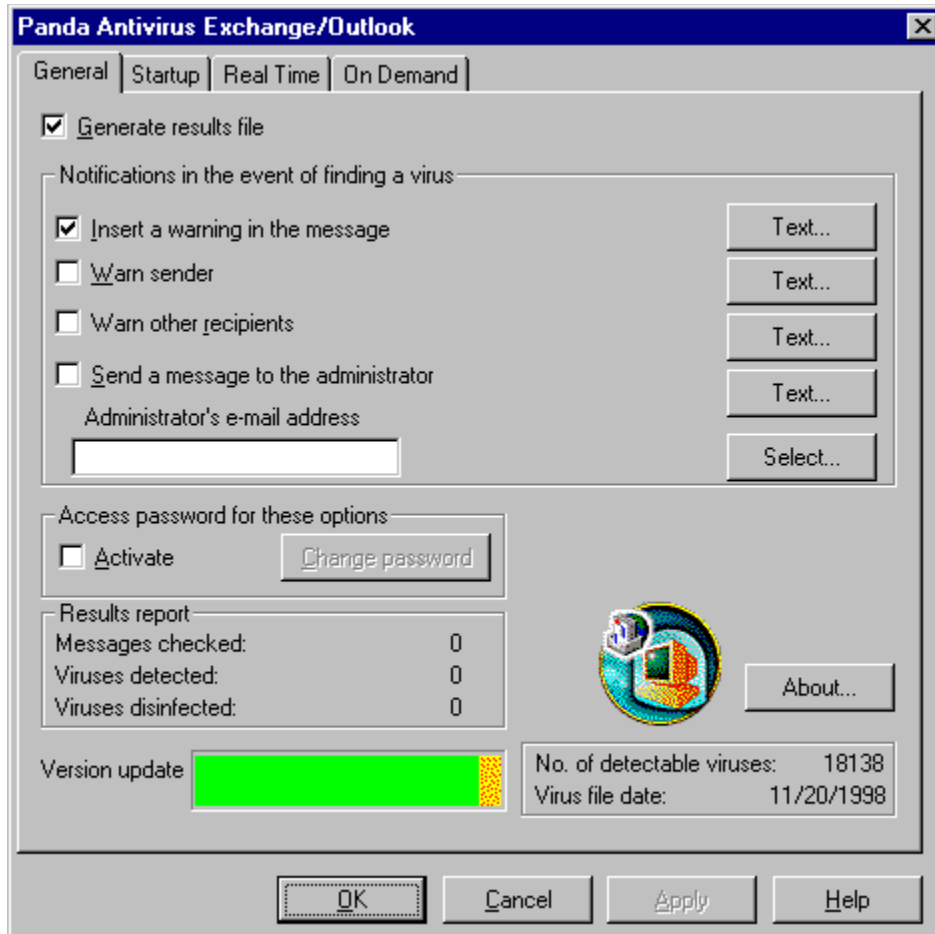 Panda Antivirus Exchange/Outlook
General Startup Real Time On Demand
Generate results file
Notifications in the event of finding a virus
Insert a warning in the message Text...
Warn sender Text...
Warn other recipients Text...
Send a message to the administrator Text...
Administrator's e-mail address
Select...
Access password for these options
Activate Change password
Results report
Messages checked: 0
Viruses detected: 0
Viruses disinfected: 0
About...
Version update
No. of detectable viruses: 18138
Virus file date: 11/20/1998
OK Cancel Apply Help